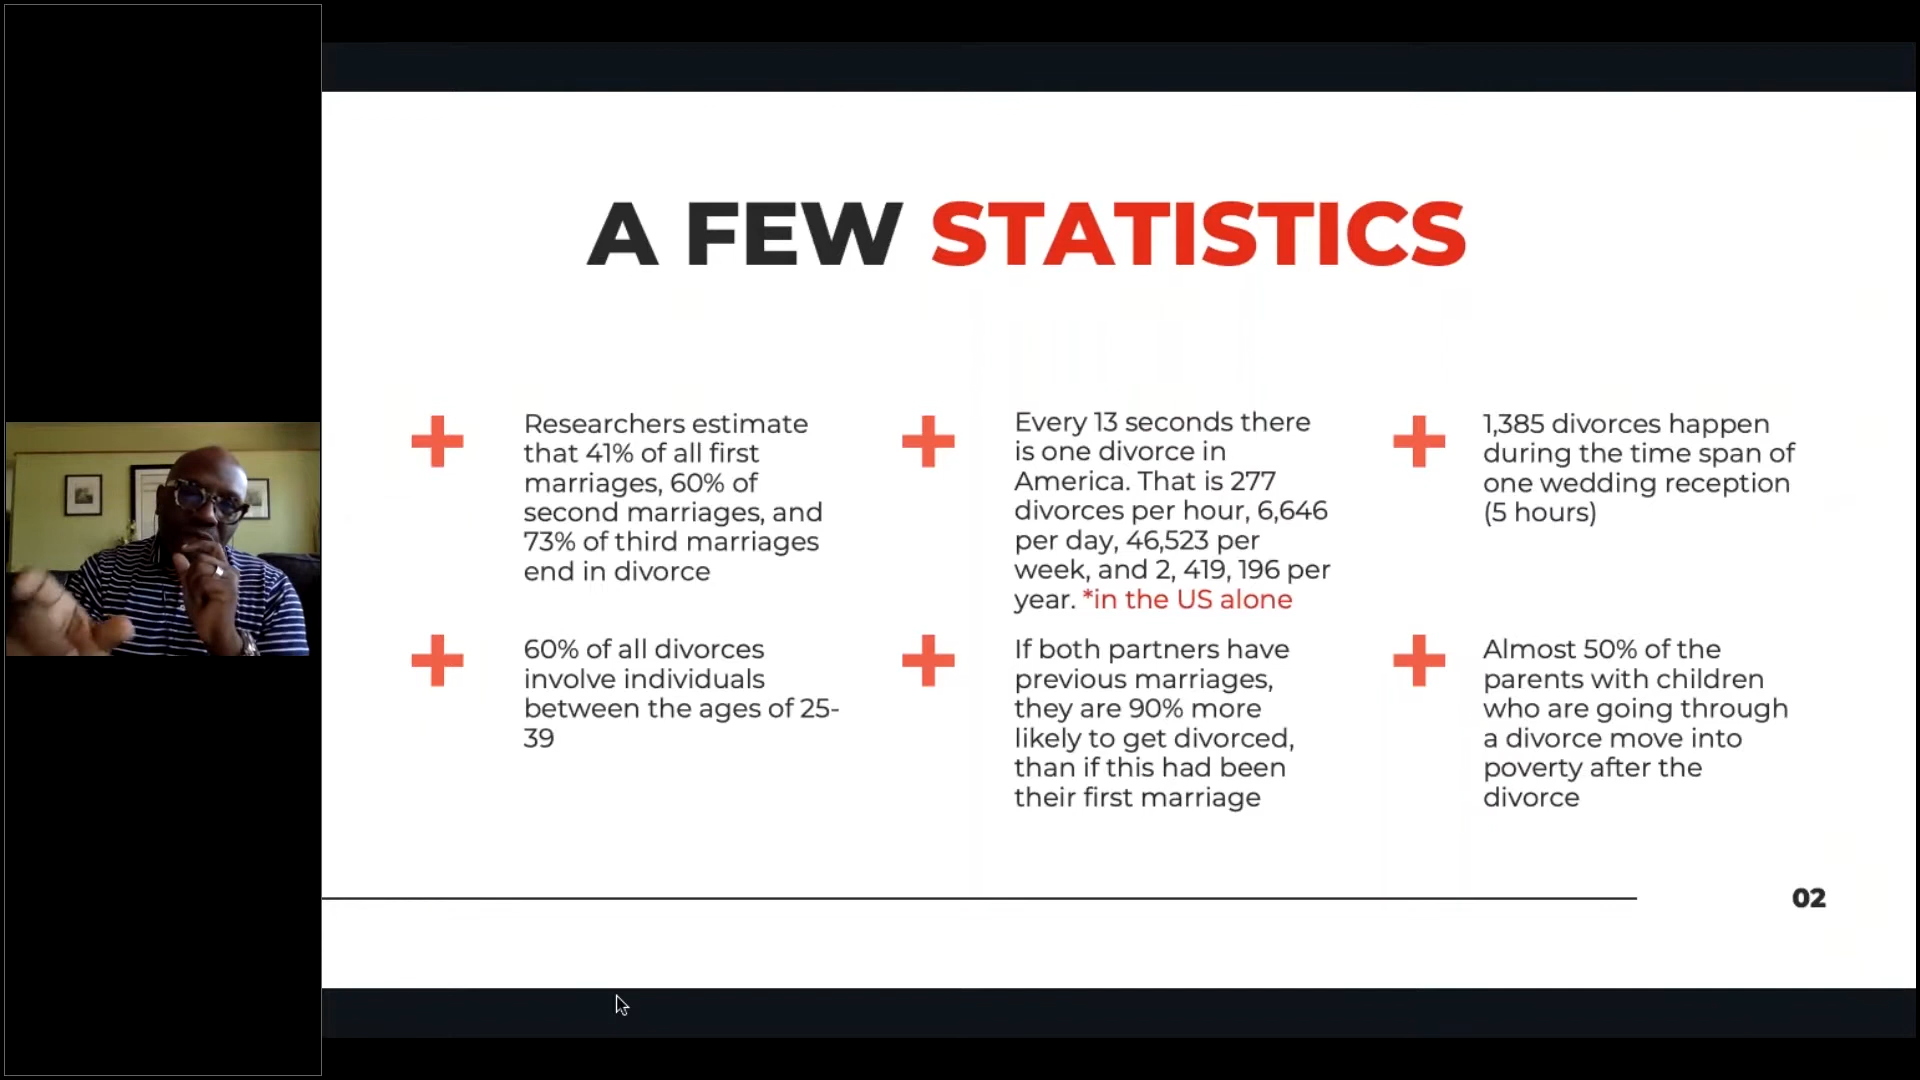 A FEW STATISTICS
Researchers estimate
that 41% of all first
marriages, 60% of
second marriages, and
73% of third marriages
end in divorce
Every 13 seconds there
is one divorce in
America. That is 277
divorces per hour, 6,646
per day, 46,523 per
week, and 2, 419, 196 per
year. *in the US alone
1,385 divorces happen
during the time span of
one wedding reception
(5 hours)
60% of all divorces
involve individuals
between the ages of 25-
39
If both partners have
previous marriages,
they are 90% more
likely to get divorced,
than if this had been
their first marriage
Almost 50% of the
parents with children
who are going through
a divorce move into
poverty after the
divorce
02